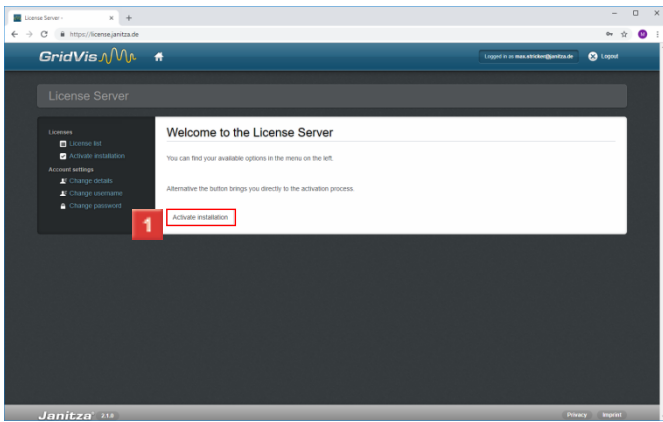 License Server -
https://license.janitza.de
GridVis
Logged in as max.stricker@janitza.de
Logout
License Server
Licenses
License list
Activate installation
Account settings
Change details
Change username
Change password
Welcome to the License Server
You can find your available options in the menu on the left.
Alternative the button brings you directly to the activation process.
1
Activate installation
Janitza 2.1.0
Privacy
Imprint